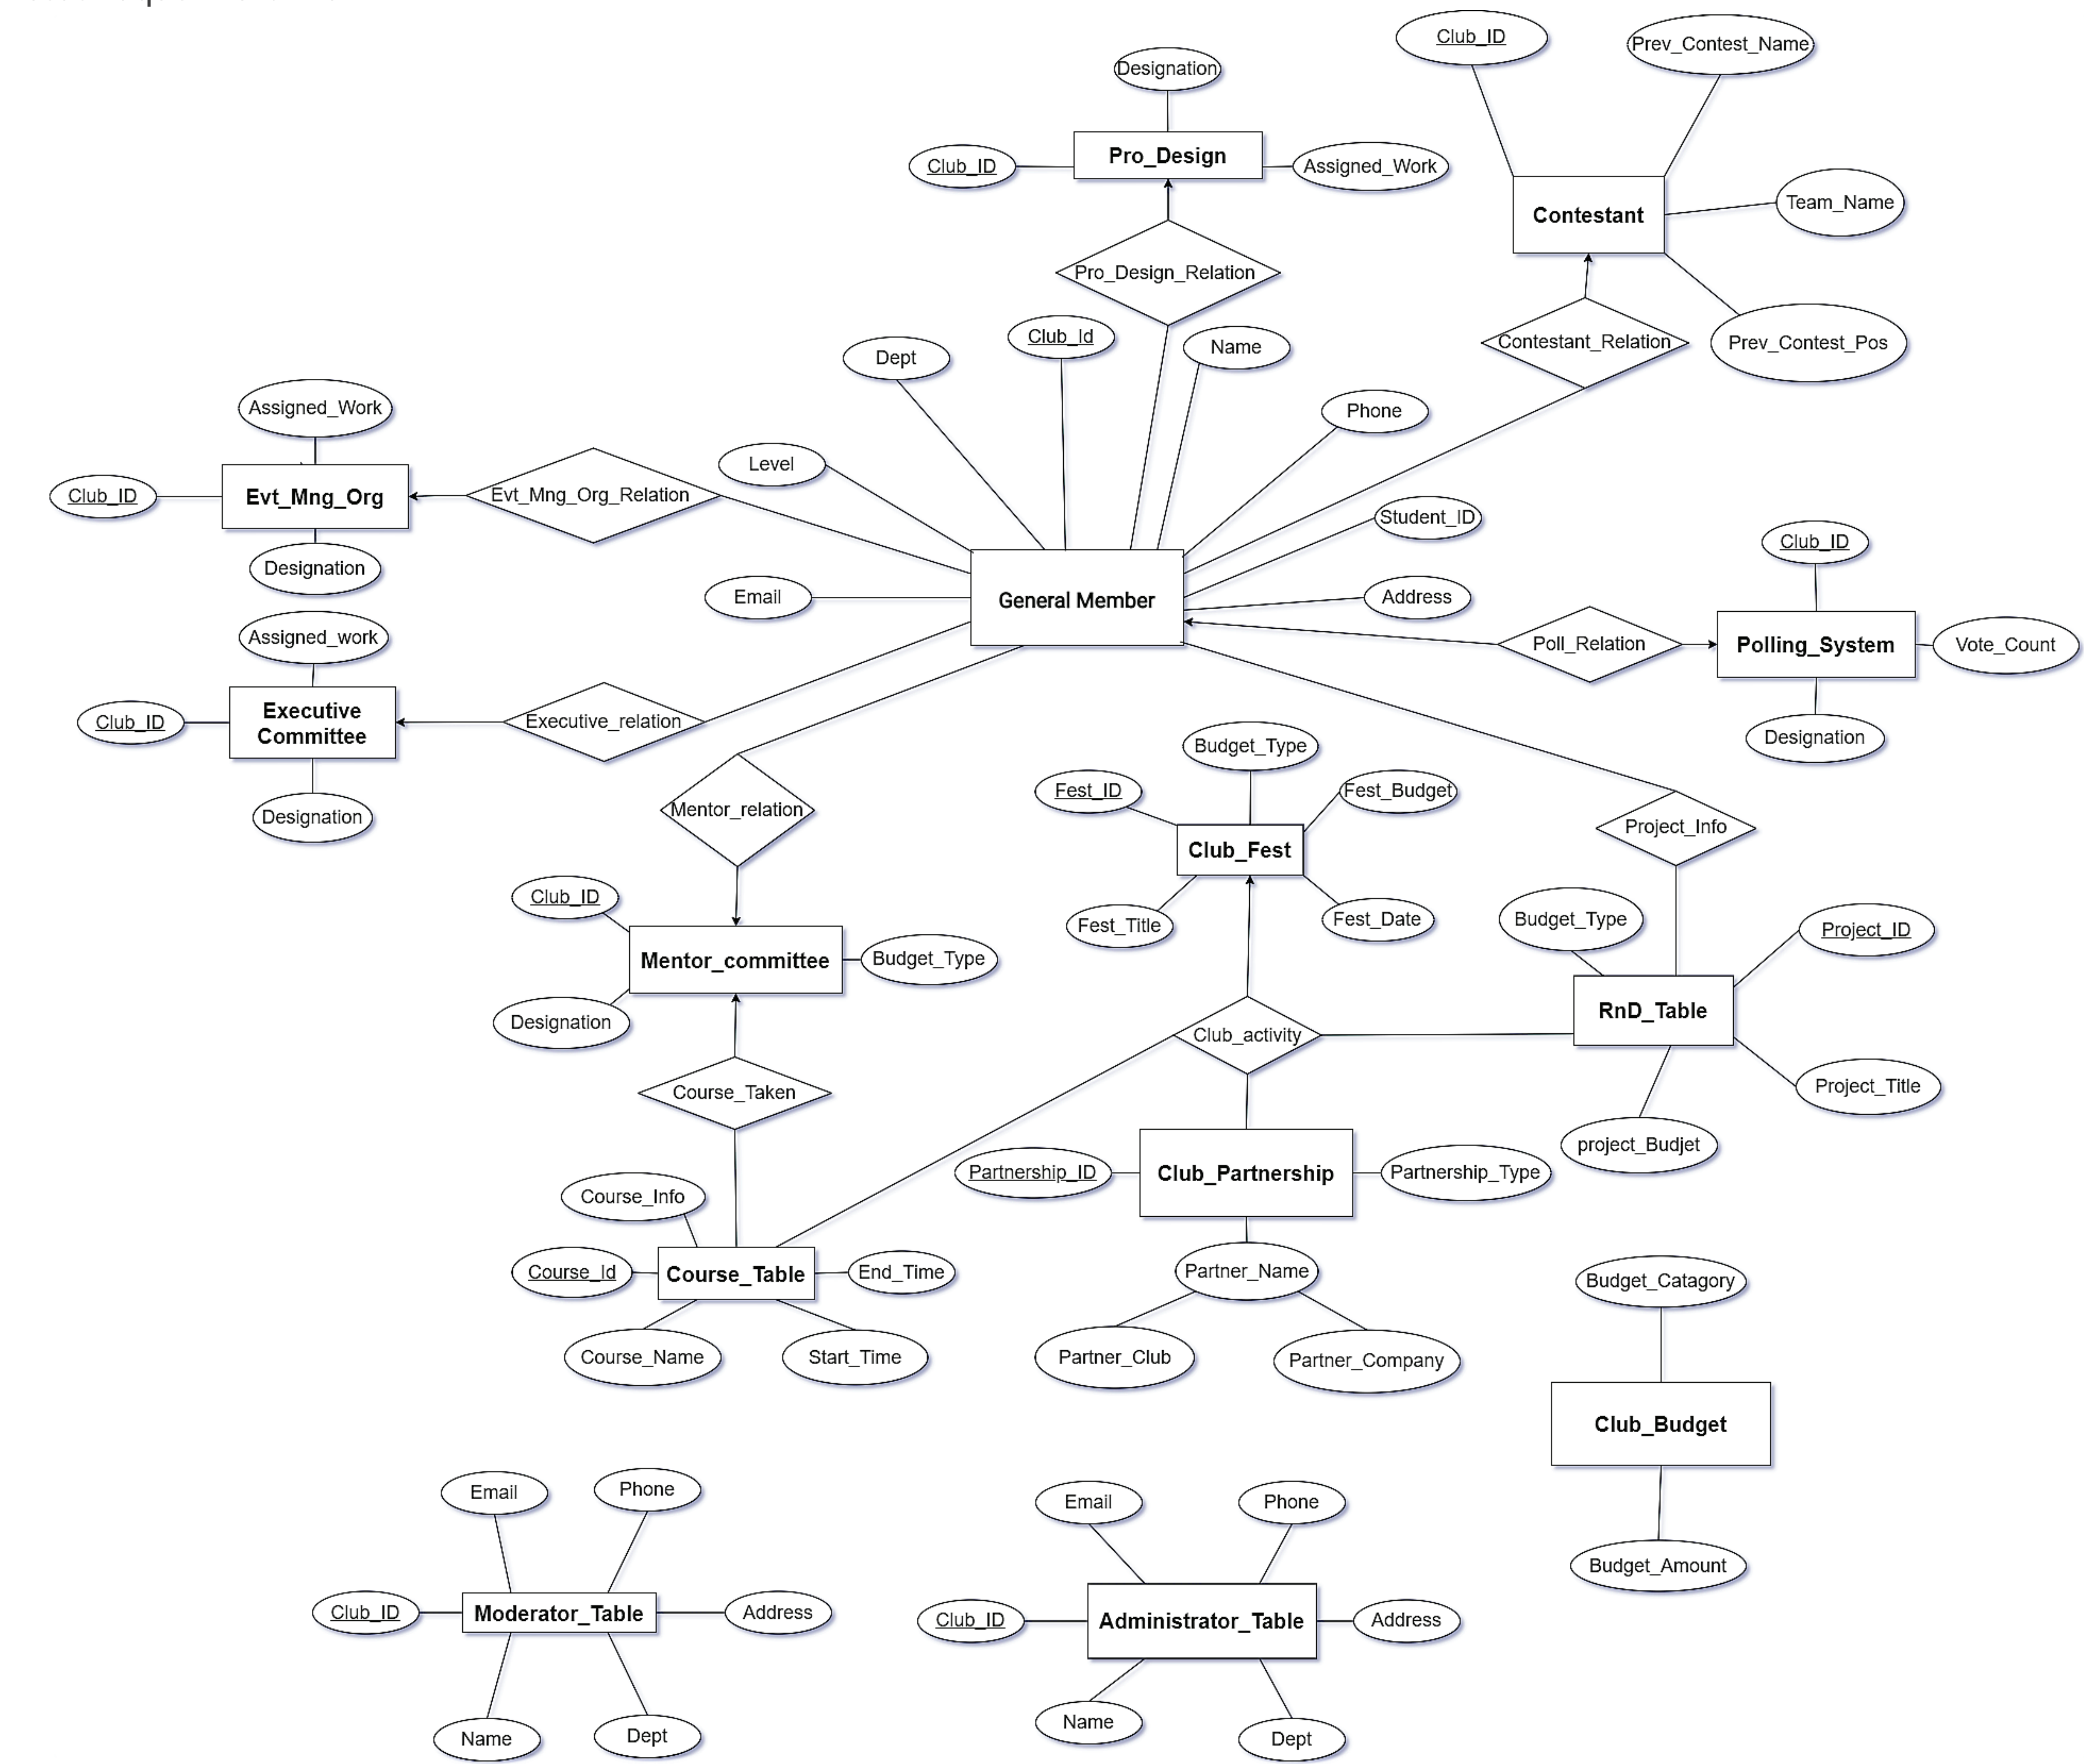 Club_ID
Prev_Contest_Name
Designation
Pro_Design
Club_ID
Assigned_Work
Team_Name
Contestant
Pro_Design_Relation
Club_Id
Name
Dept
Contestant_Relation
Prev_Contest_Pos
Assigned_Work
Phone
Level
Club_ID
Evt_Mng_Org
Evt_Mng_Org_Relation
Student_ID
Designation
Club_ID
Email
General Member
Address
Assigned_work
Poll_Relation
Polling_System
Vote_Count
Club_ID
Executive
Committee
Executive_relation
Designation
Budget_Type
Designation
Mentor_relation
Fest_ID
Fest_Budget
Project_Info
Club_Fest
Club_ID
Fest_Title
Fest_Date
Budget_Type
Project_ID
Mentor_committee
Budget_Type
Designation
RnD_Table
Club_activity
Course_Taken
Project_Title
project_Budjet
Course_Info
Partnership_ID
Club_Partnership
Partnership_Type
Course_Id
Course_Table
End_Time
Partner_Name
Budget_Catagory
Course_Name
Start_Time
Partner_Club
Partner_Company
Club_Budget
Email
Phone
Email
Phone
Budget_Amount
Club_ID
Moderator_Table
Address
Club_ID
Administrator_Table
Address
Name
Dept
Name
Dept